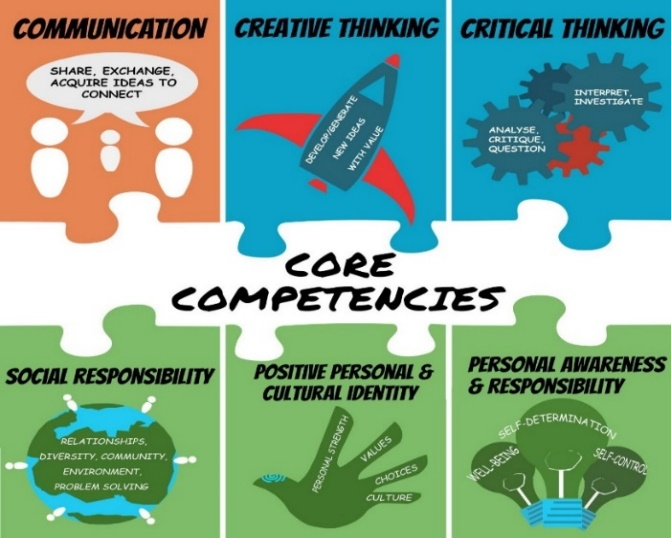 COMMUNICATION
SHARE, EXCHANGE,
ACQUIRE IDEAS TO
CONNECT
CREATIVE THINKING
DEVELOP/GENERATE
NEW IDEAS
WITH VALUE
CRITICAL THINKING
INTERPRET,
INVESTIGATE
ANALYSE,
CRITIQUE,
QUESTION
CORE
COMPETENCIES
SOCIAL RESPONSIBILITY
RELATIONSHIPS,
DIVERSITY, COMMUNITY,
ENVIRONMENT,
PROBLEM SOLVING
POSITIVE PERSONAL &
CULTURAL IDENTITY
PERSONAL STRENGTH
VALUES
CHOICES
CULTURE
PERSONAL AWARENESS
& RESPONSIBILITY
SELF-DETERMINATION
WELL-BEING
SELF-CONTROL